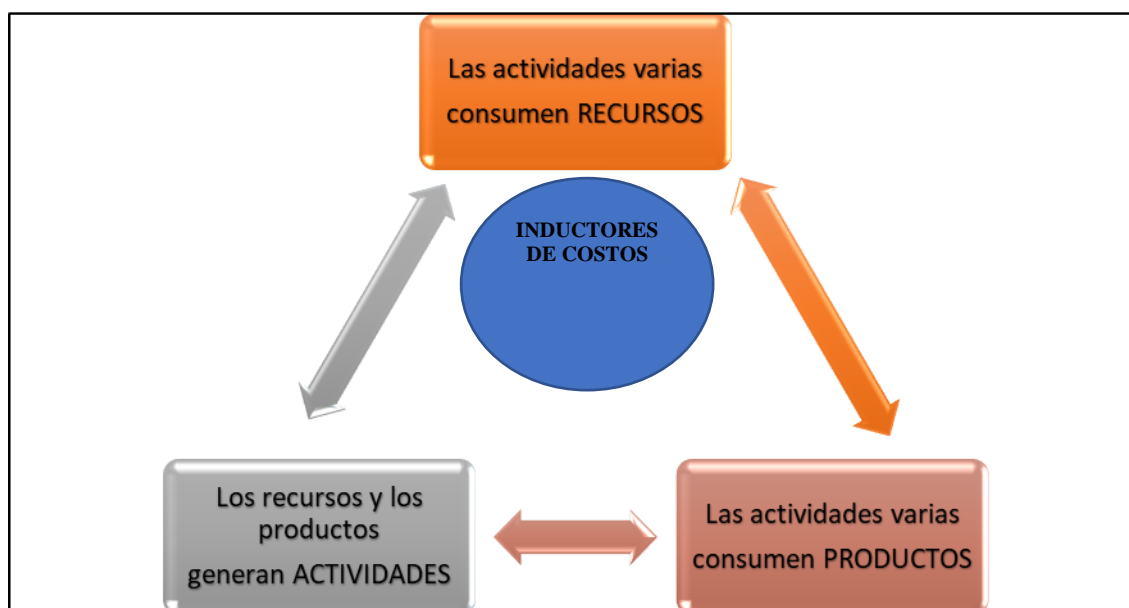 Las actividades varias
consumen RECURSOS
INDUCTORES
DE COSTOS
Los recursos y los
productos
generan ACTIVIDADES
Las actividades varias
consumen PRODUCTOS